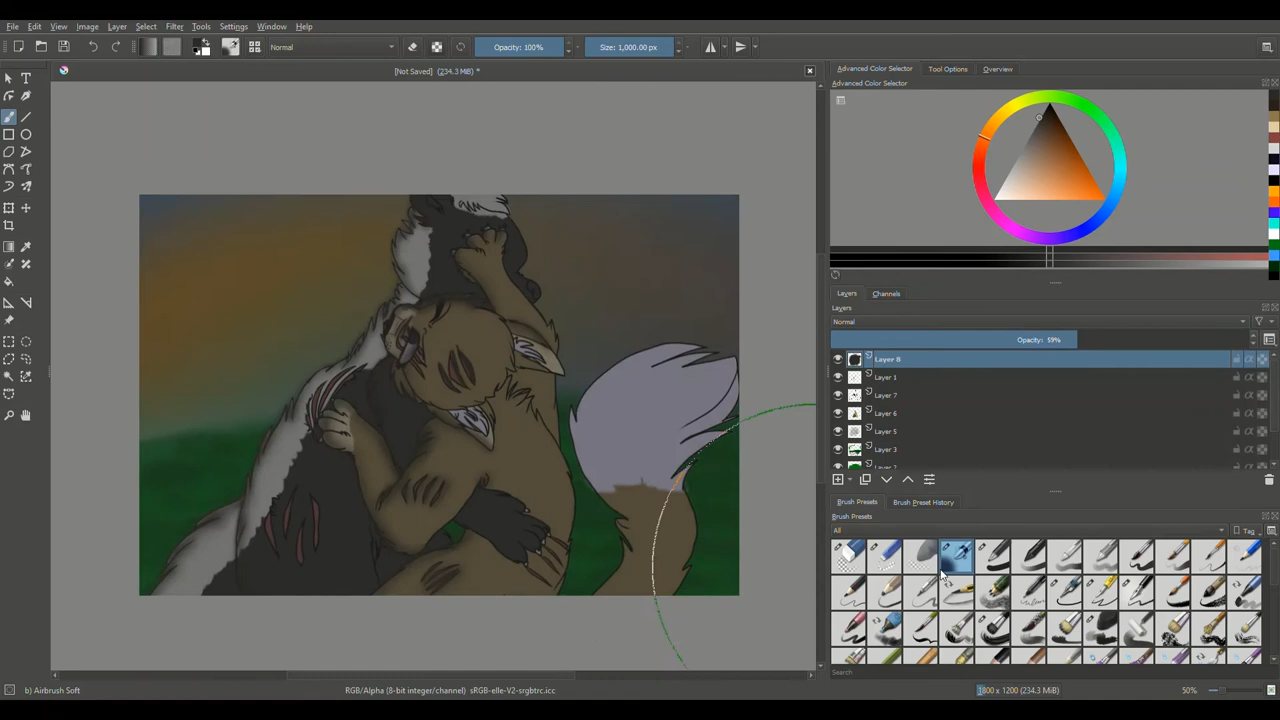 File Edit View Image Layer Select Filter Tools Settings Window Help
Normal Opacity: 100% Size: 1,000.00 px
[Not Saved] (234.3 MiB) *
Advanced Color Selector Tool Options Overview
Advanced Color Selector
Layers Channels
Layers
Normal
Opacity: 59%
Layer 8
Layer 1
Layer 7
Layer 6
Layer 5
Layer 3
Brush Presets Brush Preset History
Brush Presets
All Tag
Search
b) Airbrush Soft RGB/Alpha (8-bit integer/channel) sRGB-elle-V2-srgbtrc.icc 1800 x 1200 (234.3 MiB) 50%